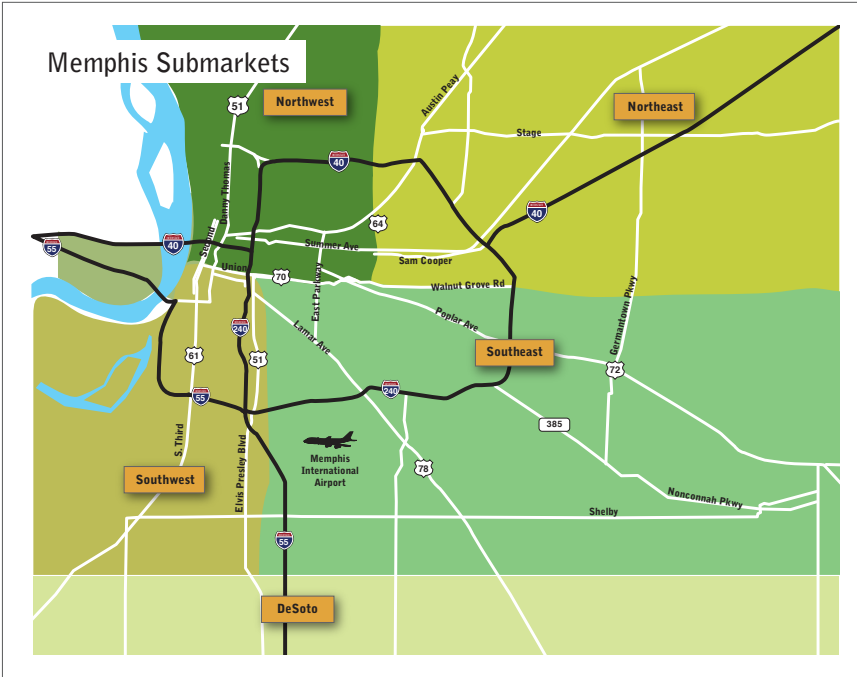 Memphis Submarkets
51
Northwest
Austin Peay
Northeast
Stage
40
Danny Thomas
40
64
Second
40
55
Summer Ave
Sam Cooper
Union
70
East Parkway
Walnut Grove Rd
Germantown Pkwy
Poplar Ave
Lamar Ave
240
61
51
Southeast
72
55
240
385
S. Third
Elvis Presley Blvd
Memphis
International
Airport
78
Southwest
Nonconnah Pkwy
Shelby
55
DeSoto